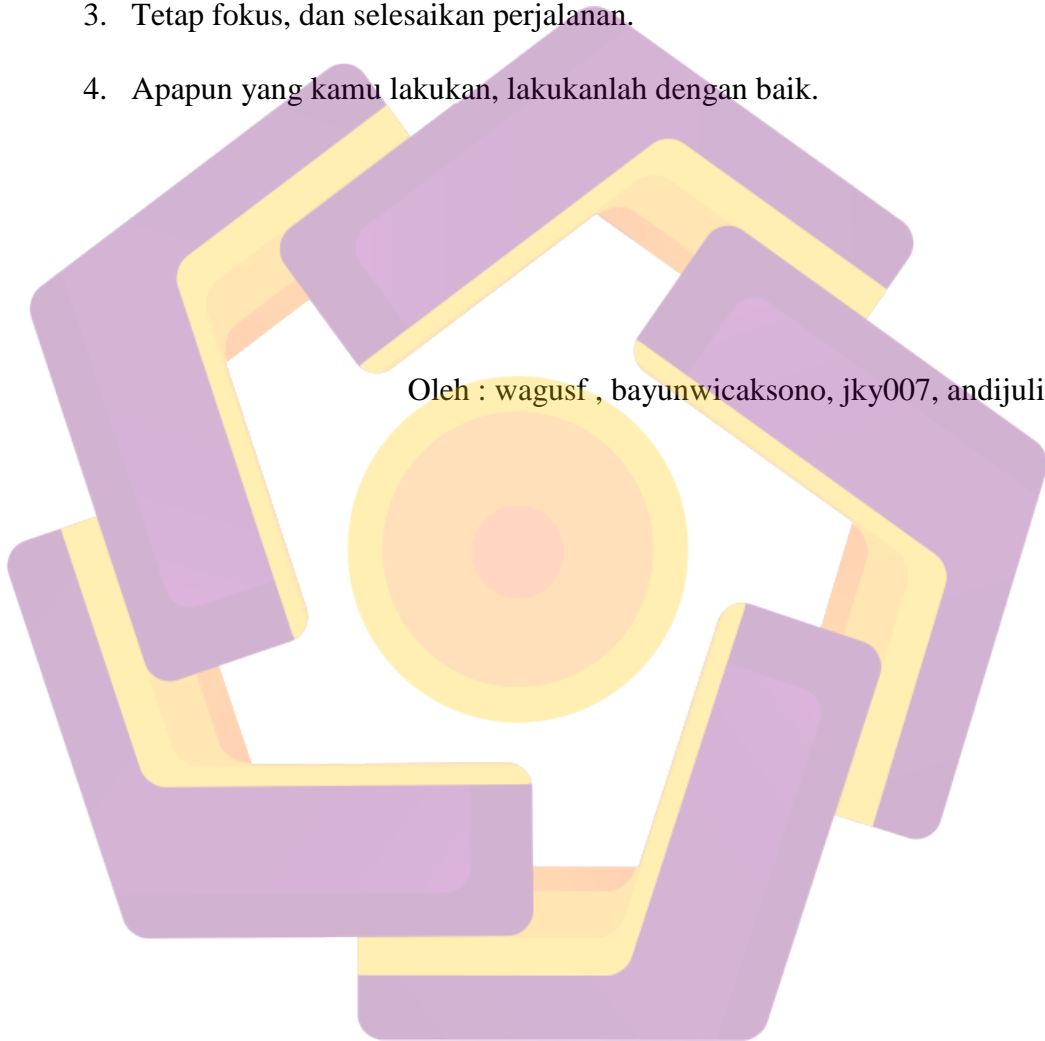 3. Tetap fokus, dan selesaikan perjalanan.
4. Apapun yang kamu lakukan, lakukanlah dengan baik.
Oleh : wagusf , bayunwicaksono, jky007, andijuli